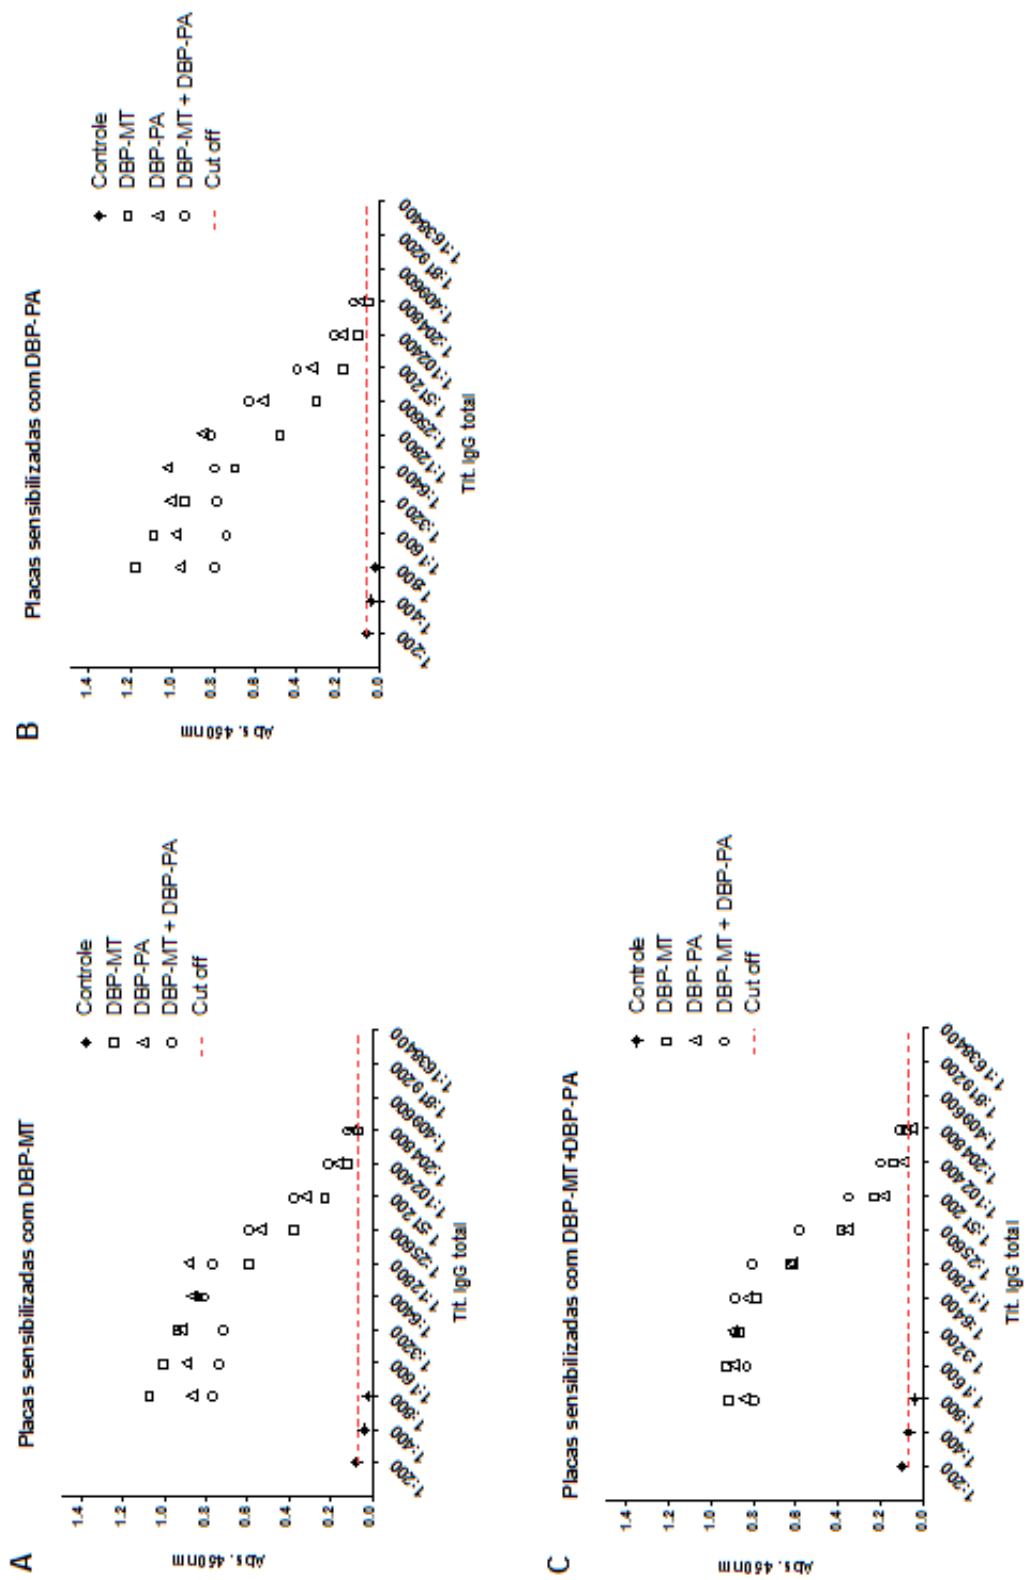 A
Placas sensibilizadas com DBP-MT
Controle
DBP-MT
DBP-PA
DBP-MT + DBP-PA
Cut off
Abs. 450nm
1.4
1.2
1.0
0.8
0.6
0.4
0.2
0.0
1:200
1:400
1:800
1:1600
1:3200
1:6400
1:12800
1:25600
1:51200
1:102400
1:204800
1:409600
1:819200
1:1638400
Tit. IgG total
B
Placas sensibilizadas com DBP-PA
Controle
DBP-MT
DBP-PA
DBP-MT + DBP-PA
Cut off
Abs. 450nm
1.4
1.2
1.0
0.8
0.6
0.4
0.2
0.0
1:200
1:400
1:800
1:1600
1:3200
1:6400
1:12800
1:25600
1:51200
1:102400
1:204800
1:409600
1:819200
1:1638400
Tit. IgG total
C
Placas sensibilizadas com DBP-MT+DBP-PA
Controle
DBP-MT
DBP-PA
DBP-MT + DBP-PA
Cut off
Abs. 450nm
1.4
1.2
1.0
0.8
0.6
0.4
0.2
0.0
1:200
1:400
1:800
1:1600
1:3200
1:6400
1:12800
1:25600
1:51200
1:102400
1:204800
1:409600
1:819200
1:1638400
Tit. IgG total